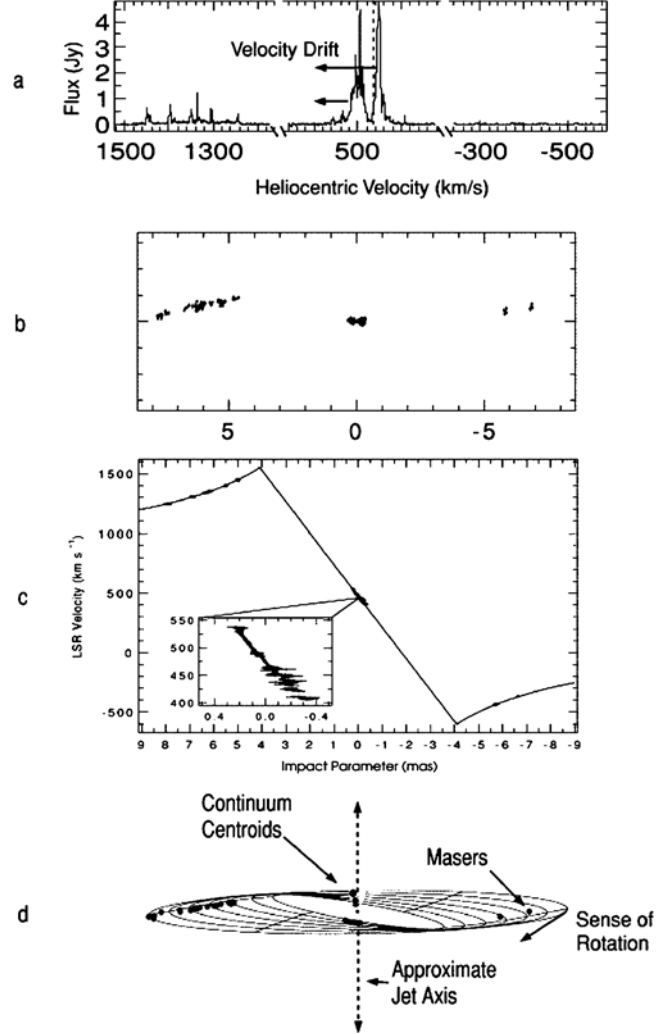 a
Flux (Jy)
4
3
2
1
0
Velocity Drift
1500 1300 500 -300 -500
Heliocentric Velocity (km/s)
b
5 0 -5
c
LSR Velocity (km s⁻¹)
1500
1000
500
0
-500
550
500
450
400
0.4 0.0 -0.4
9 8 7 6 5 4 3 2 1 0 -1 -2 -3 -4 -5 -6 -7 -8 -9
Impact Parameter (mas)
d
Continuum
Centroids
Masers
Sense of
Rotation
Approximate
Jet Axis